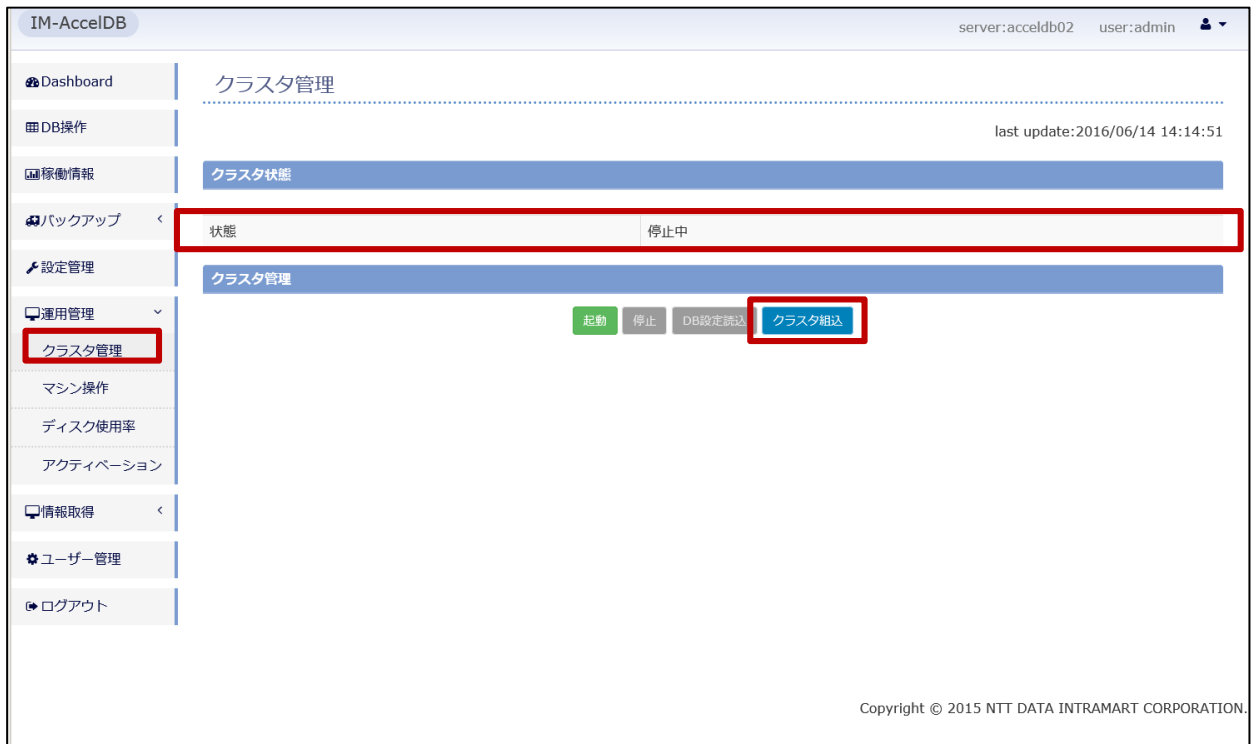 IM-AccelDB
server:acceldb02 user:admin
Dashboard
DB操作
稼働情報
バックアップ
設定管理
運用管理
クラスタ管理
マシン操作
ディスク使用率
アクティベーション
情報取得
ユーザー管理
ログアウト
クラスタ管理
last update:2016/06/14 14:14:51
クラスタ状態
状態 停止中
クラスタ管理
起動 停止 DB設定読込 クラスタ組込
Copyright © 2015 NTT DATA INTRAMART CORPORATION.